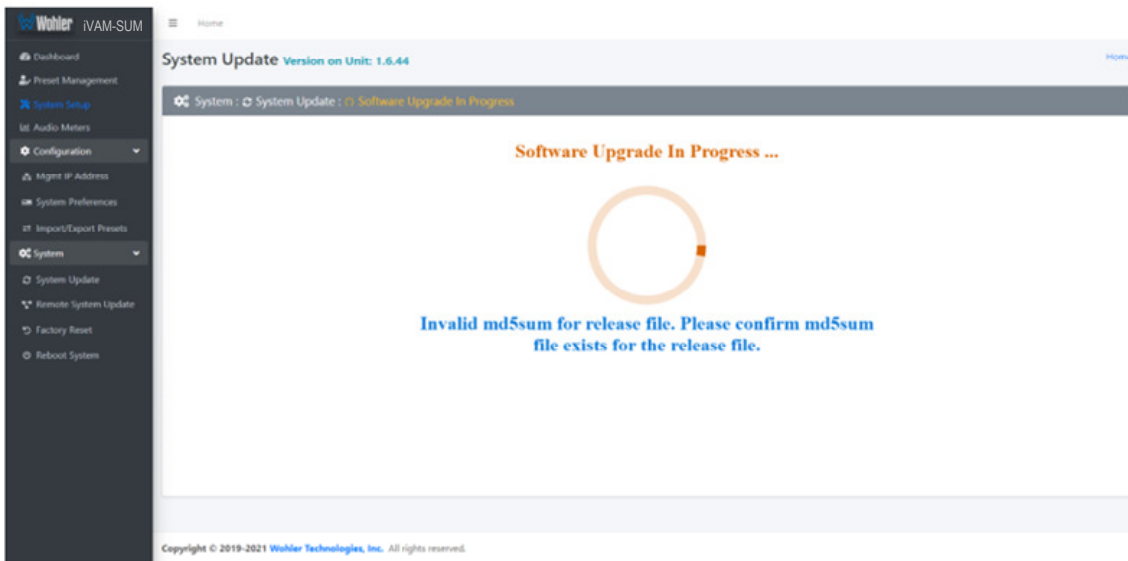 Wohler iVAM-SUM
Home
Dashboard
Preset Management
System Setup
Audio Meters
Configuration
Mgmt IP Address
System Preferences
Import/Export Presets
System
System Update
Remote System Update
Factory Reset
Reboot System
System Update Version on Unit: 1.6.44
Home
System : System Update : Software Upgrade In Progress
Software Upgrade In Progress ...
Invalid md5sum for release file. Please confirm md5sum
file exists for the release file.
Copyright © 2019-2021 Wohler Technologies, Inc. All rights reserved.